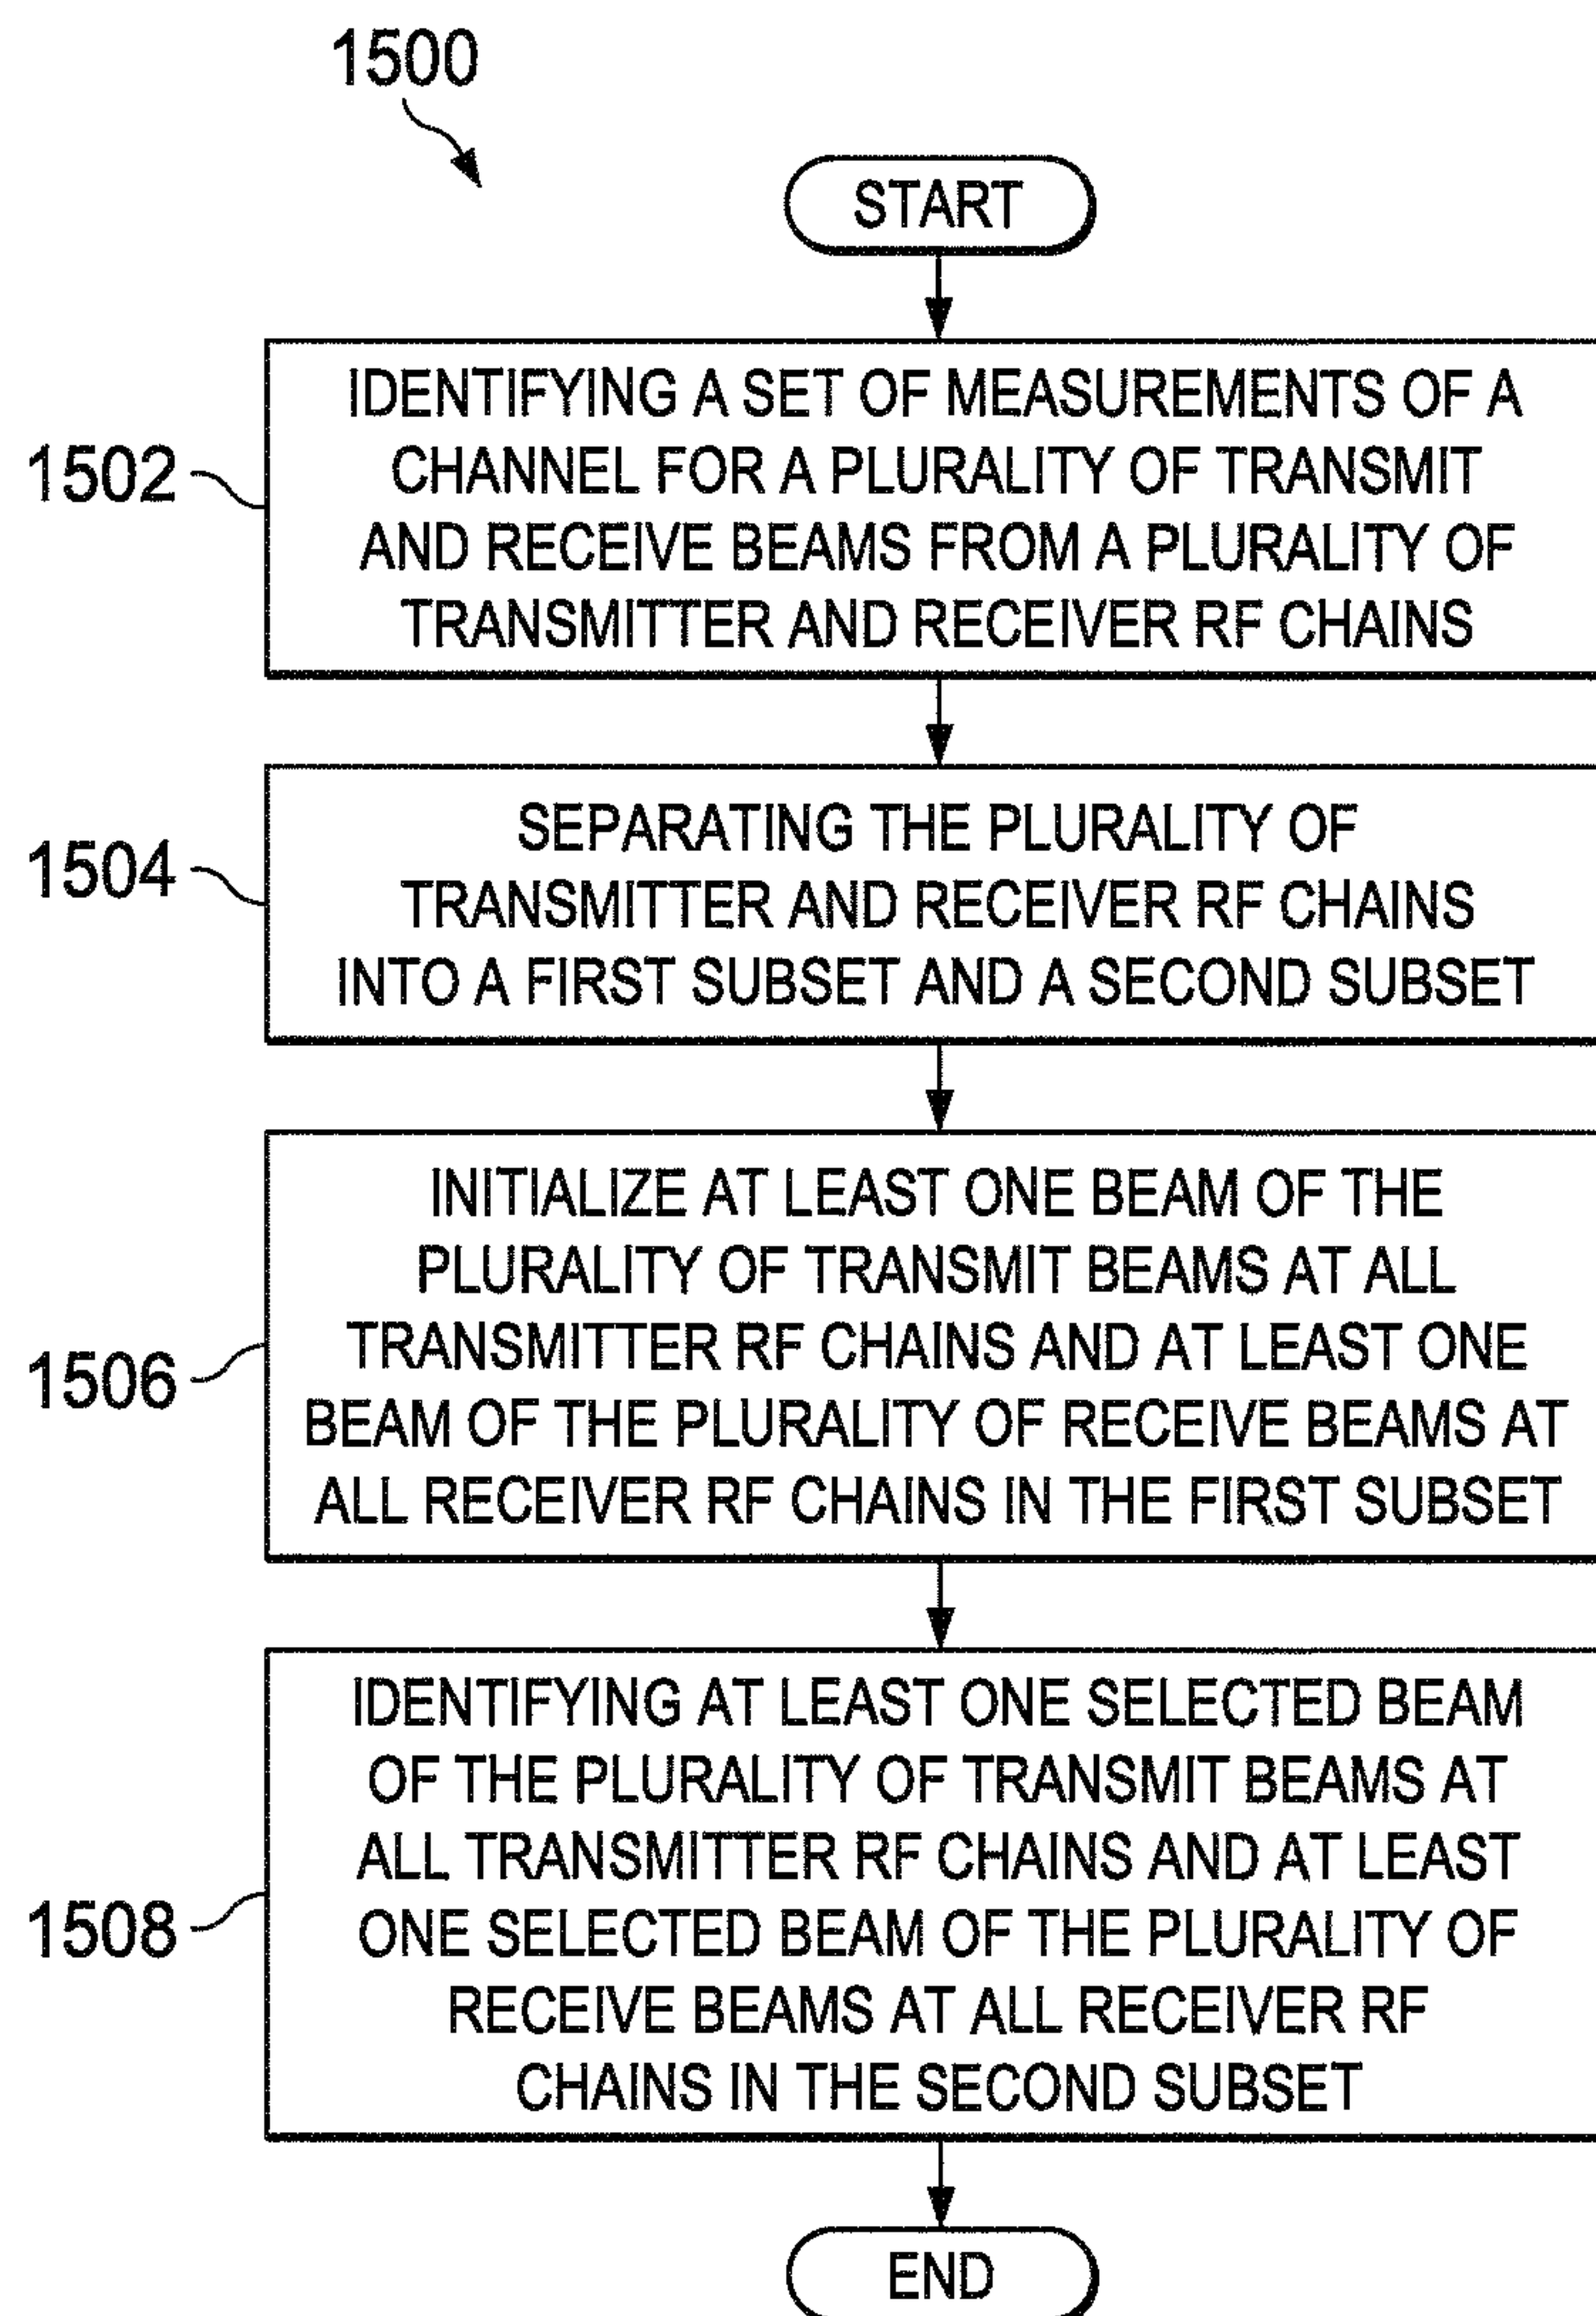 1500
START
1502
IDENTIFYING A SET OF MEASUREMENTS OF A
CHANNEL FOR A PLURALITY OF TRANSMIT
AND RECEIVE BEAMS FROM A PLURALITY OF
TRANSMITTER AND RECEIVER RF CHAINS
1504
SEPARATING THE PLURALITY OF
TRANSMITTER AND RECEIVER RF CHAINS
INTO A FIRST SUBSET AND A SECOND SUBSET
1506
INITIALIZE AT LEAST ONE BEAM OF THE
PLURALITY OF TRANSMIT BEAMS AT ALL
TRANSMITTER RF CHAINS AND AT LEAST ONE
BEAM OF THE PLURALITY OF RECEIVE BEAMS AT
ALL RECEIVER RF CHAINS IN THE FIRST SUBSET
1508
IDENTIFYING AT LEAST ONE SELECTED BEAM
OF THE PLURALITY OF TRANSMIT BEAMS AT
ALL TRANSMITTER RF CHAINS AND AT LEAST
ONE SELECTED BEAM OF THE PLURALITY OF
RECEIVE BEAMS AT ALL RECEIVER RF
CHAINS IN THE SECOND SUBSET
END